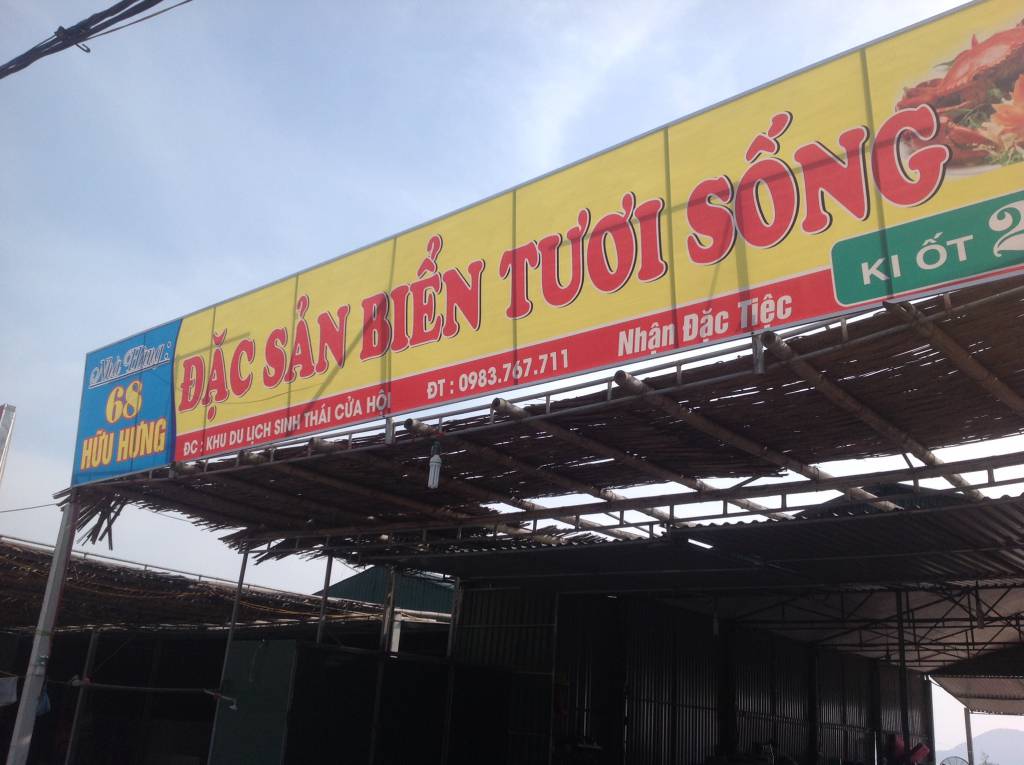 Nhà Hàng:
68
HỮU HƯNG
ĐẶC SẢN BIỂN TƯƠI SỐNG
ĐC : KHU DU LỊCH SINH THÁI CỬA HỘI
ĐT : 0983.767.711
Nhận Đặc Tiệc
KI ỐT